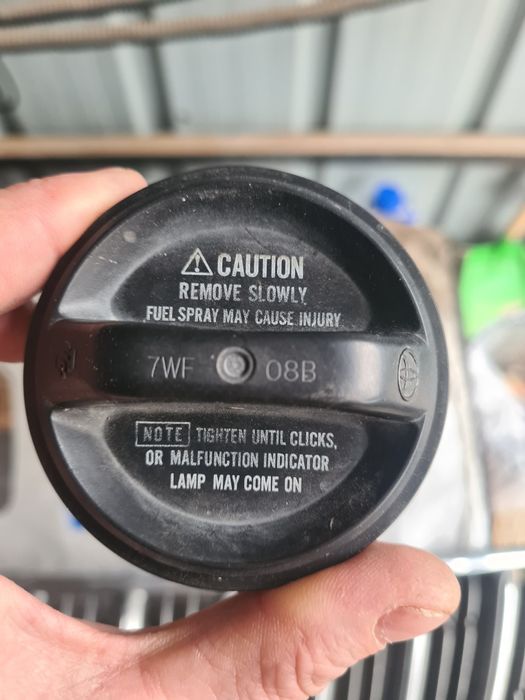 CAUTION
REMOVE SLOWLY
FUEL SPRAY MAY CAUSE INJURY
7WF 08B
NOTE TIGHTEN UNTIL CLICKS,
OR MALFUNCTION INDICATOR
LAMP MAY COME ON